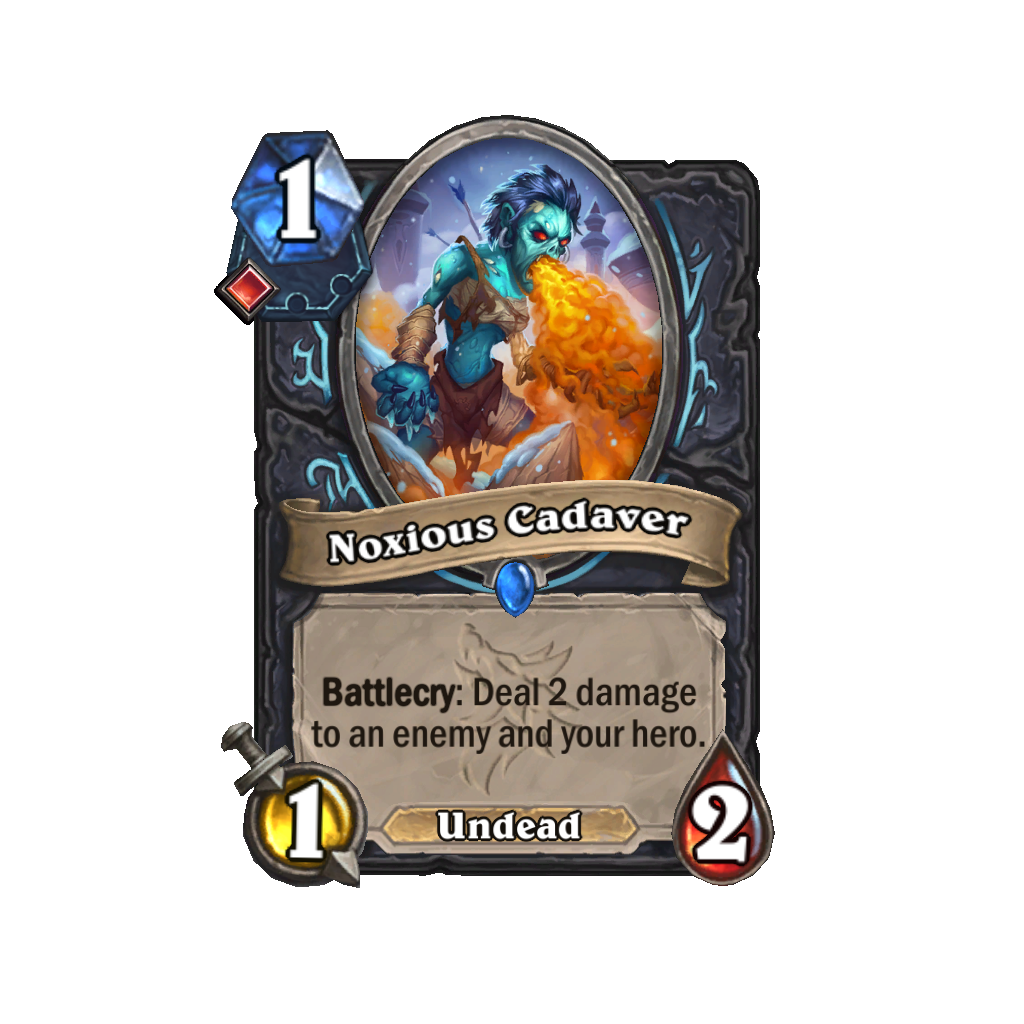 1
Noxious Cadaver
Battlecry: Deal 2 damage
to an enemy and your hero.
1
Undead
2